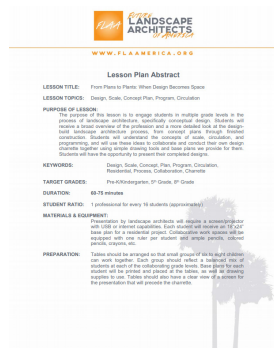 FUTURE
LANDSCAPE
ARCHITECTS
OF AMERICA
FLAA
WWW.FLAAMERICA.ORG
Lesson Plan Abstract
LESSON TITLE: From Plans to Plants: When Design Becomes Space
LESSON TOPICS: Design, Scale, Concept Plan, Program, Circulation
PURPOSE OF LESSON:
The purpose of this lesson is to engage students in multiple grade levels in the
process of landscape architecture, specifically conceptual design. Students will
receive a broad overview of the profession and a more detailed look at the design-
build landscape architecture process, from concept plans through finished
construction. Students will understand the concepts of scale, circulation, and
programming, and will use these ideas to collaborate and conduct their own design
charrette together using simple drawing tools and base plans we provide for them.
Students will have the opportunity to present their completed designs.
KEYWORDS: Design, Scale, Concept, Plan, Program, Circulation,
Residential, Process, Collaboration, Charrette
TARGET GRADES: Pre-K/Kindergarten, 5th Grade, 8th Grade
DURATION: 60-75 minutes
STUDENT RATIO: 1 professional for every 18 students (approximately)
MATERIALS & EQUIPMENT:
Presentation by landscape architects will require a screen/projector
with USB or internet capabilities. Each student will receive an 18"x24"
base plan for a residential project. Collaborative work spaces will be
equipped with one ruler per student and ample pencils, colored
pencils, crayons, etc.
PREPARATION: Tables should be arranged so that small groups of six to eight children
can work together. Each group should reflect a balanced mix of
students at each of the collaborating grade levels. Base plans for each
student will be printed and placed at the tables, as well as drawing
supplies to use. Tables should also have a clear view of a screen for
the presentation that will precede the charrette.